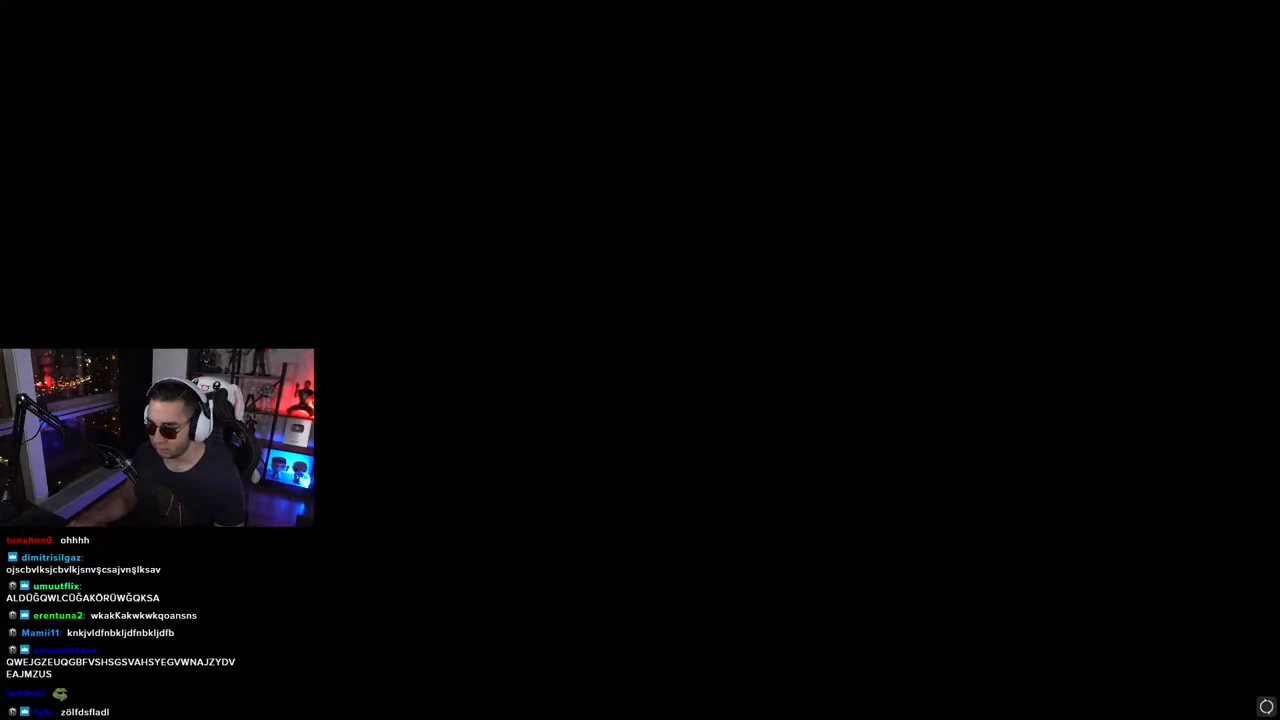 tunahnn0 ohhhh
dimitrisilgaz:
ojscbvlksjcbvlkjsnvşcsajvnşlksav
umuutflix:
ALDÜĞQWLCÜĞAKÖRÜWĞQKSA
erentuna2: wkakKakwkwkqoansns
Mamii11: knkjvldfnbkljdfnbkljdfb
QWEJGZEUQGBFVSHSGSVAHSYEGVWNAJZYDV
EAJMZUS
zölfdsfladl